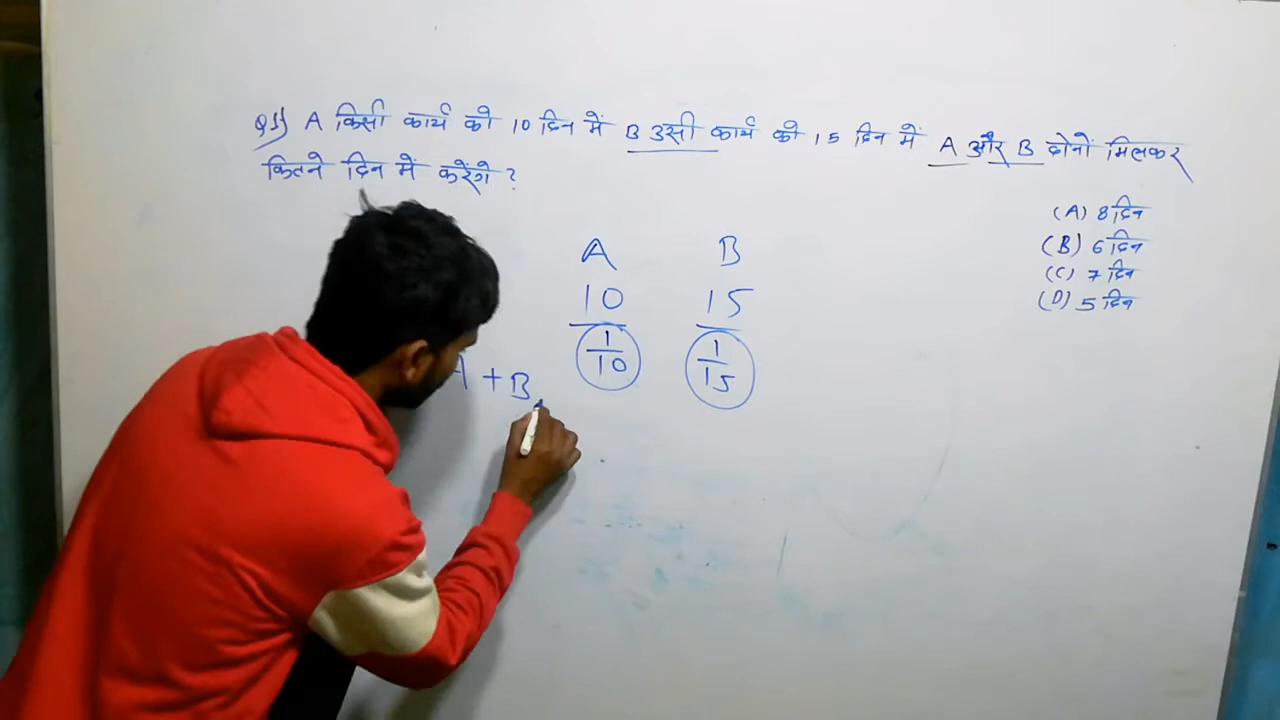 Q1) A किसी कार्य को 10 दिन में B उसी कार्य को 15 दिन में A और B दोनों मिलकर
कितने दिन में करेंगे ?
(A) 8 दिन
(B) 6 दिन
(C) 7 दिन
(D) 5 दिन
A B
10 15
1/10 1/15
A + B